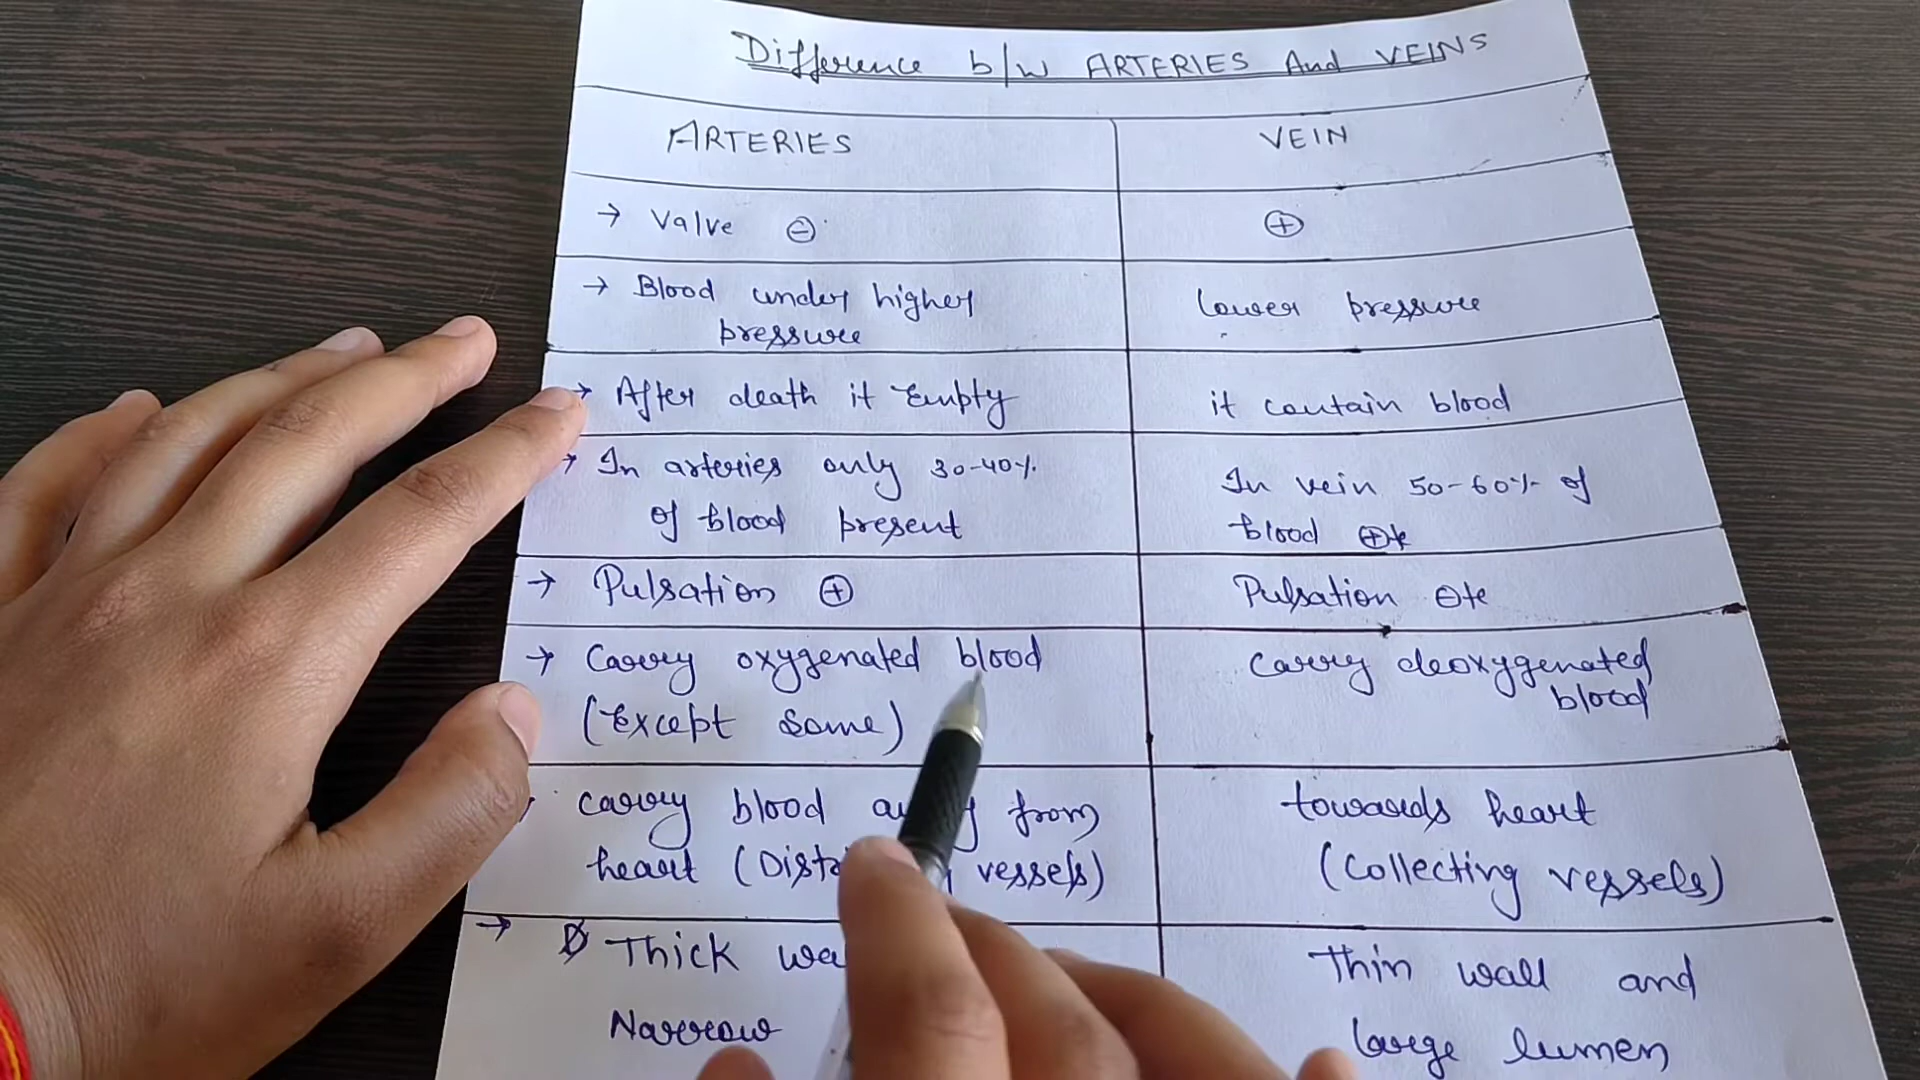 Difference b/w ARTERIES And VEINS
ARTERIES
VEIN
→ Valve ⊖
⊕
→ Blood under higher
pressure
lower pressure
→ After death it Empty
it contain blood
→ In arteries only 30-40%
of blood present
In vein 50-60% of
blood ⊕te
→ Pulsation ⊕
Pulsation ⊖te
→ Carry oxygenated blood
(Except some)
Carry deoxygenated
blood
carry blood from
heart ( vessels)
towards heart
(Collecting vessels)
→ Thick
Narrow
Thin wall and
large lumen